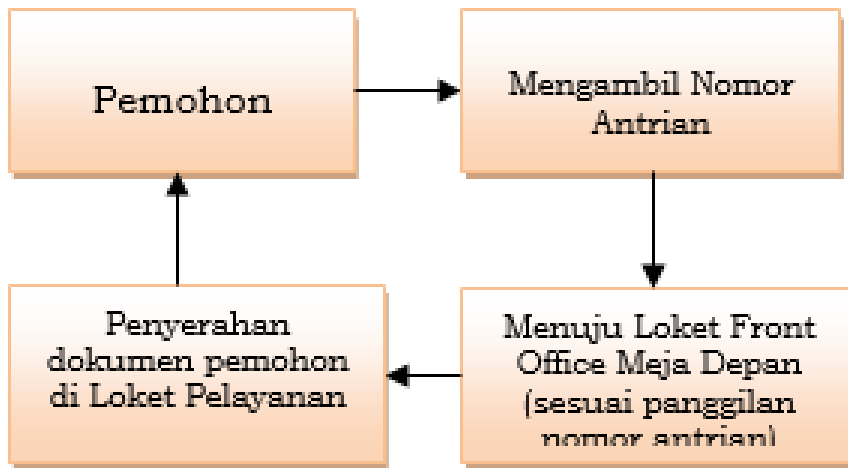 Pemohon
Mengambil Nomor
Antrian
Penyerahan
dokumen pemohon
di Loket Pelayanan
Menuju Loket Front
Office Meja Depan
(sesuai panggilan
nomor antrian)